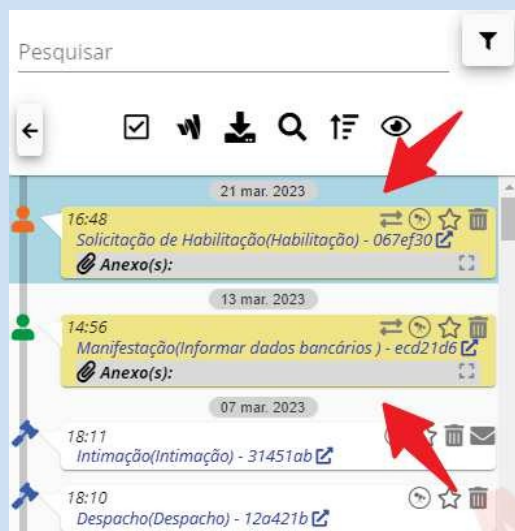 Pesquisar
21 mar. 2023
16:48
Solicitação de Habilitação(Habilitação) - 067ef30
Anexo(s):
13 mar. 2023
14:56
Manifestação(Informar dados bancários ) - ecd21d6
Anexo(s):
07 mar. 2023
18:11
Intimação(Intimação) - 31451ab
18:10
Despacho(Despacho) - 12a421b